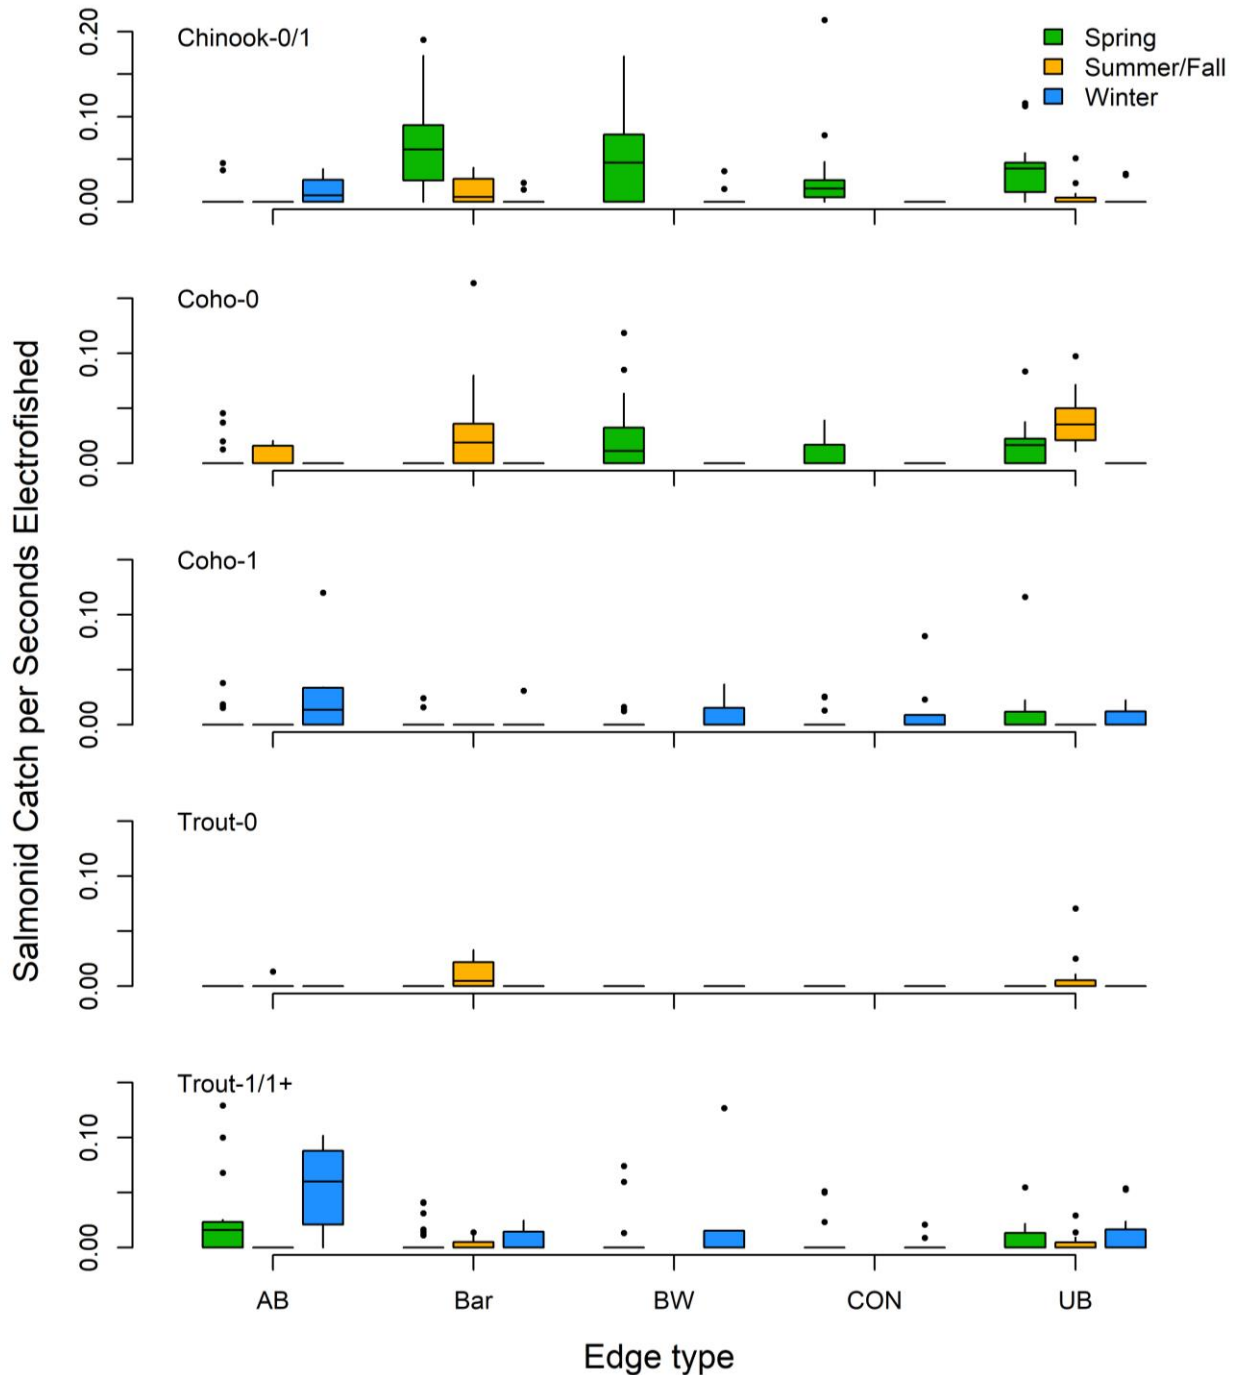 Salmonid Catch per Seconds Electrofished
Chinook-0/1
0.20
0.10
0.00
Spring
Summer/Fall
Winter
Coho-0
0.10
0.00
Coho-1
0.10
0.00
Trout-0
0.10
0.00
Trout-1/1+
0.10
0.00
AB Bar BW CON UB
Edge type